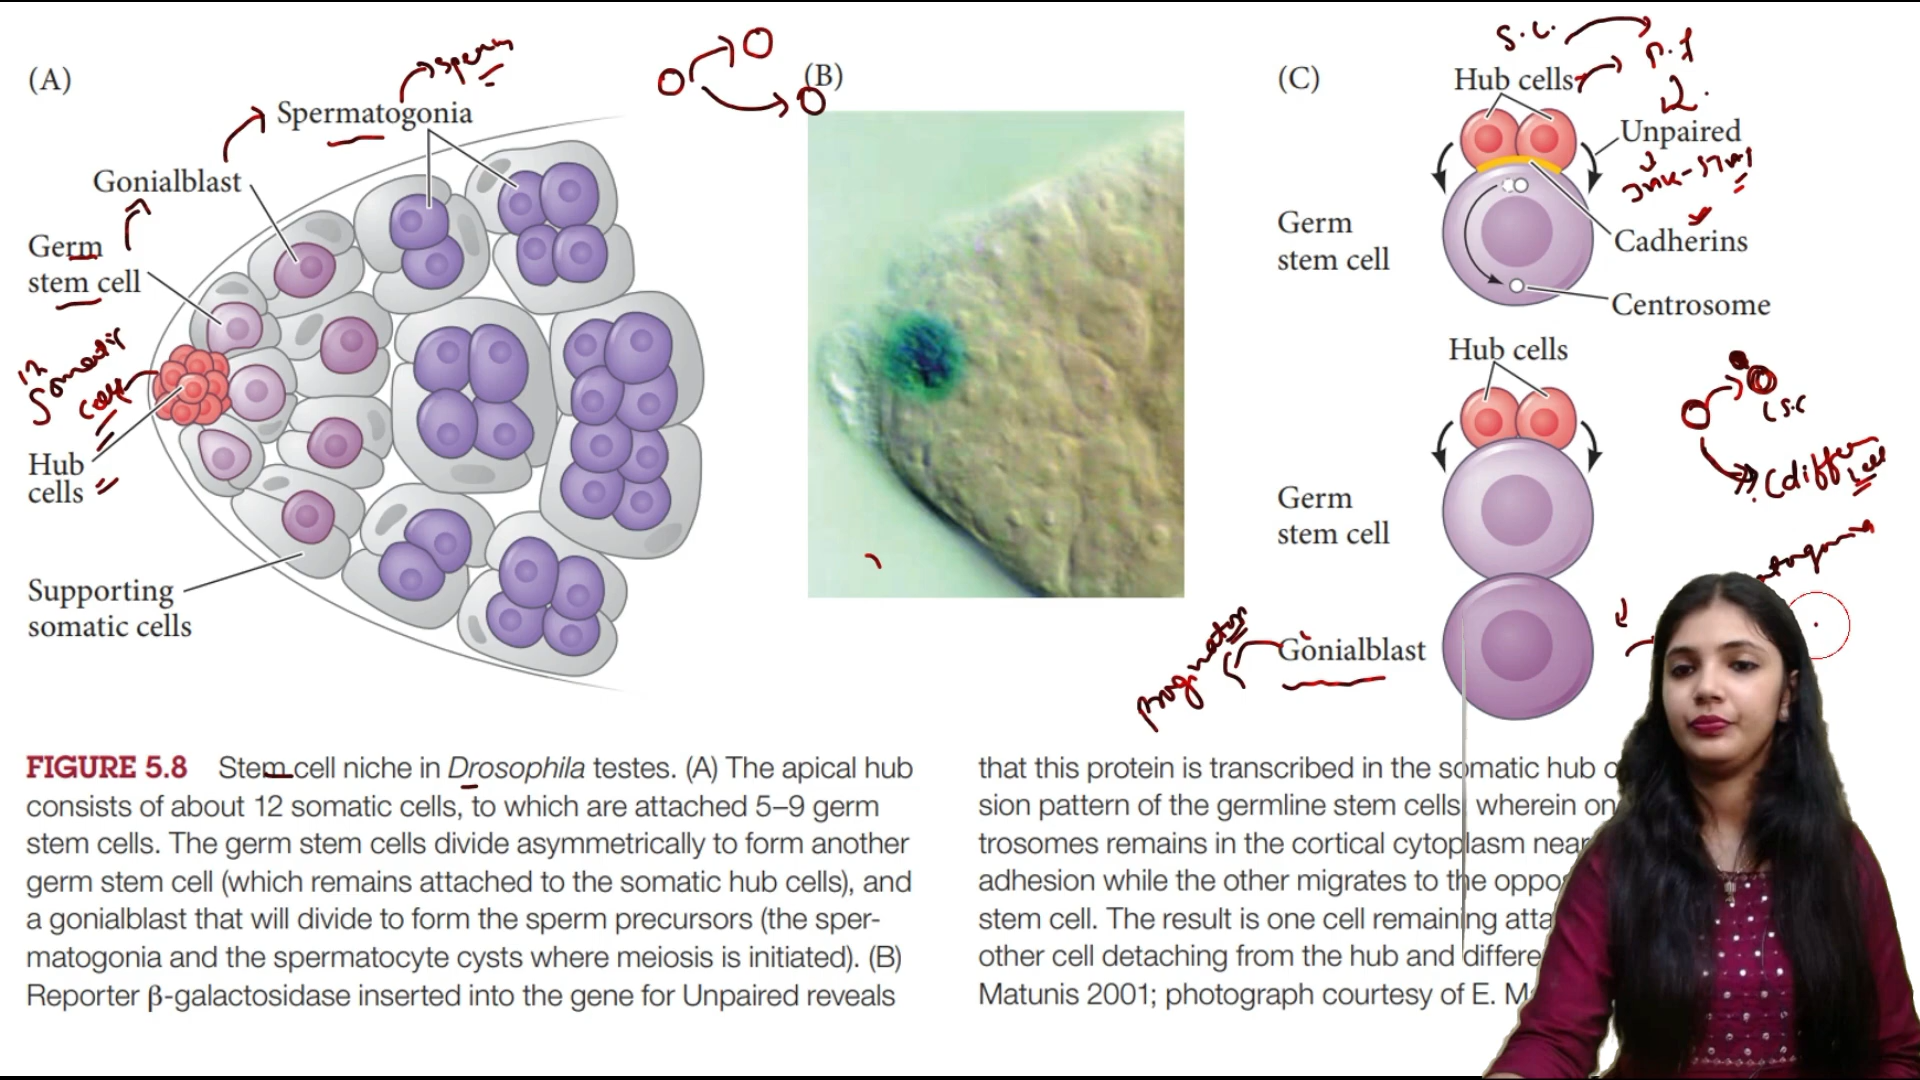 (A)
Spermatogonia
sperm
Gonialblast
Germ
stem cell
12
Somatic
cells
Hub
cells
Supporting
somatic cells
(B)
(C)
S.C.
Hub cells
Unpaired
Cadherins
Germ
stem cell
Centrosome
Hub cells
Germ
stem cell
Gonialblast
FIGURE 5.8 Stem cell niche in Drosophila testes. (A) The apical hub
consists of about 12 somatic cells, to which are attached 5–9 germ
stem cells. The germ stem cells divide asymmetrically to form another
germ stem cell (which remains attached to the somatic hub cells), and
a gonialblast that will divide to form the sperm precursors (the sper-
matogonia and the spermatocyte cysts where meiosis is initiated). (B)
Reporter β-galactosidase inserted into the gene for Unpaired reveals
that this protein is transcribed in the somatic hub
sion pattern of the germline stem cells, wherein
trosomes remains in the cortical cytoplasm near
adhesion while the other migrates to the
stem cell. The result is one cell remaining
other cell detaching from the hub and
Matunis 2001; photograph courtesy of E.